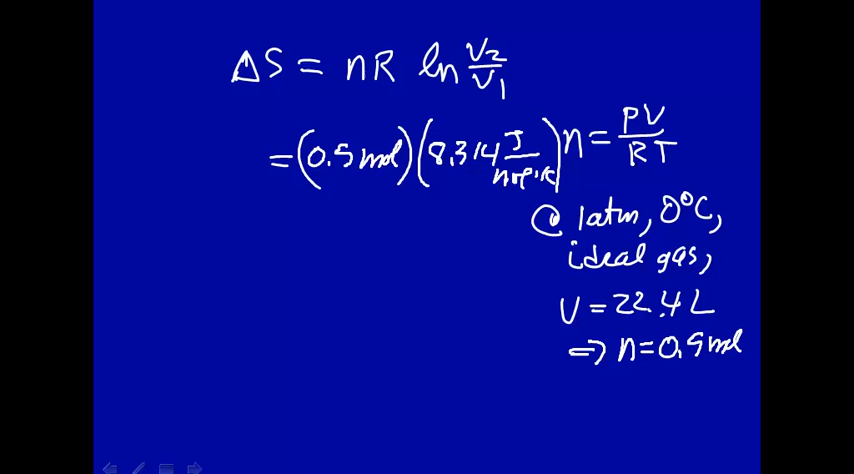 ΔS = nR ln V2/V1
= (0.5 mol)(8.314 J/mol·K) n = PV/RT
@ 1atm, 0°C,
ideal gas,
V = 22.4 L
⇒ n = 0.5 mol